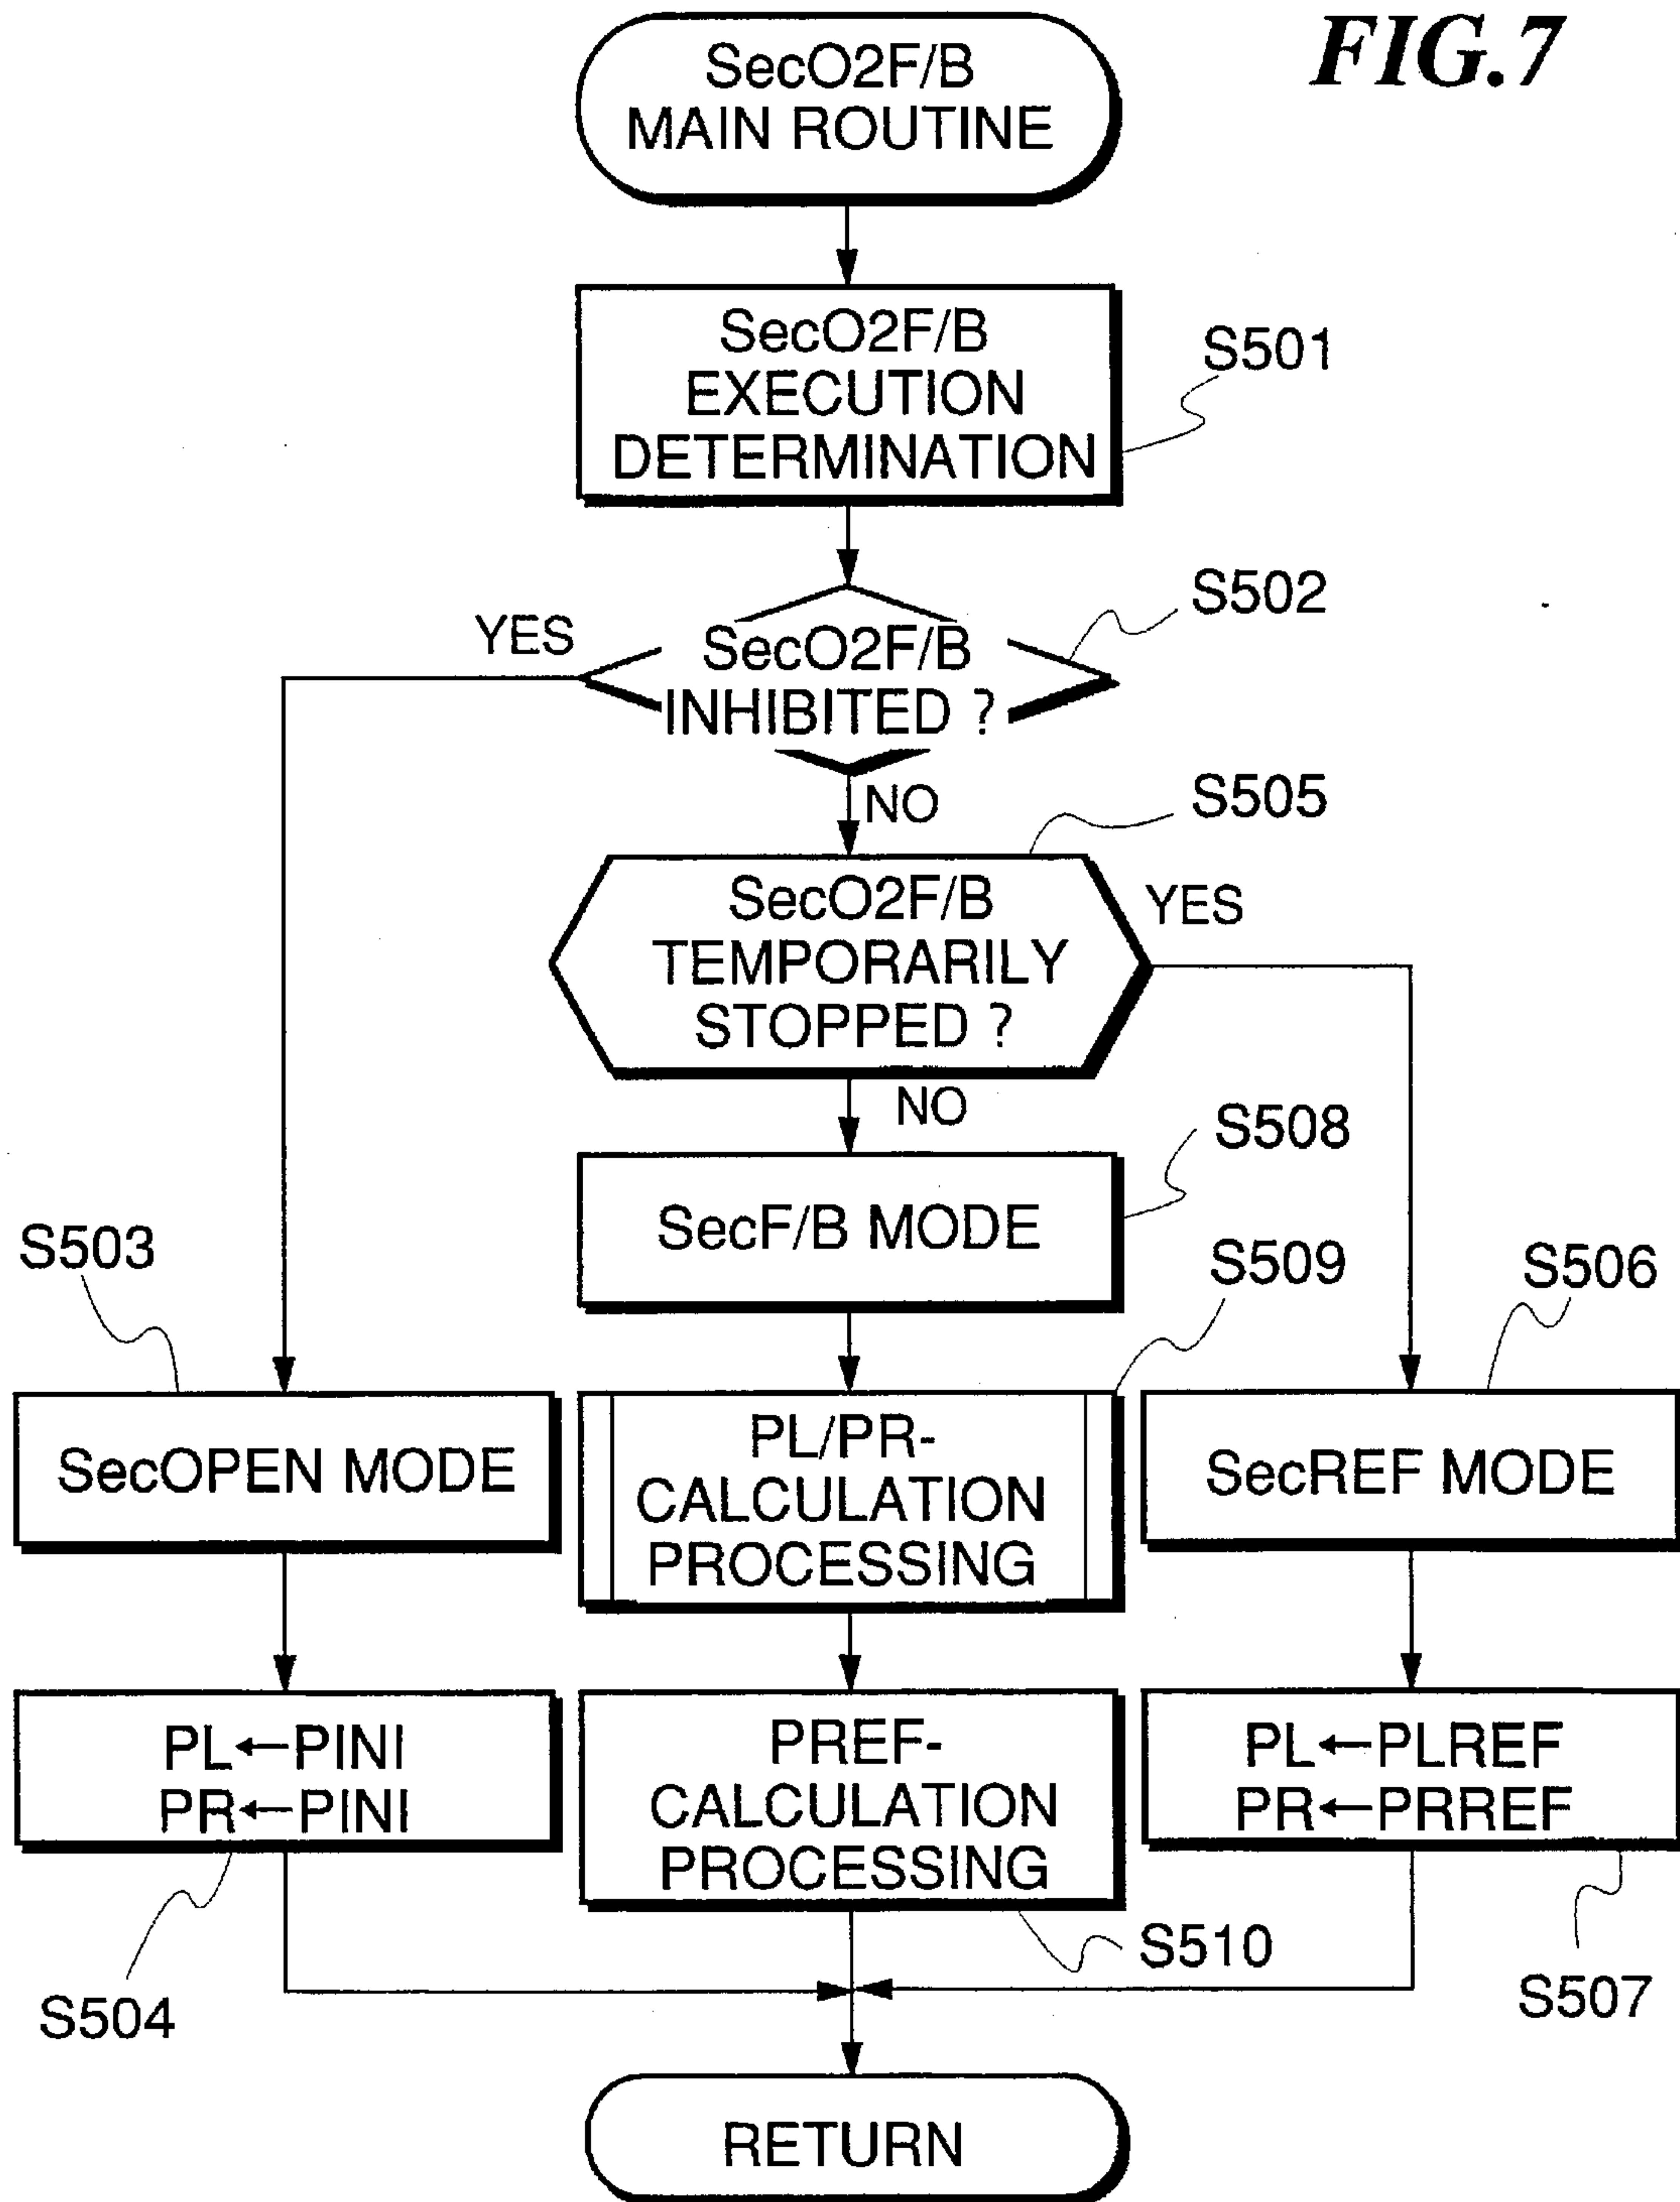 FIG.7
SecO2F/B
MAIN ROUTINE
SecO2F/B
EXECUTION
DETERMINATION
S501
S502
YES
SecO2F/B
INHIBITED ?
NO
S505
SecO2F/B
TEMPORARILY
STOPPED ?
YES
NO
S508
SecF/B MODE
S503
S509
S506
SecOPEN MODE
PL/PR-
CALCULATION
PROCESSING
SecREF MODE
PL←PINI
PR←PINI
PREF-
CALCULATION
PROCESSING
PL←PLREF
PR←PRREF
S504
S510
S507
RETURN